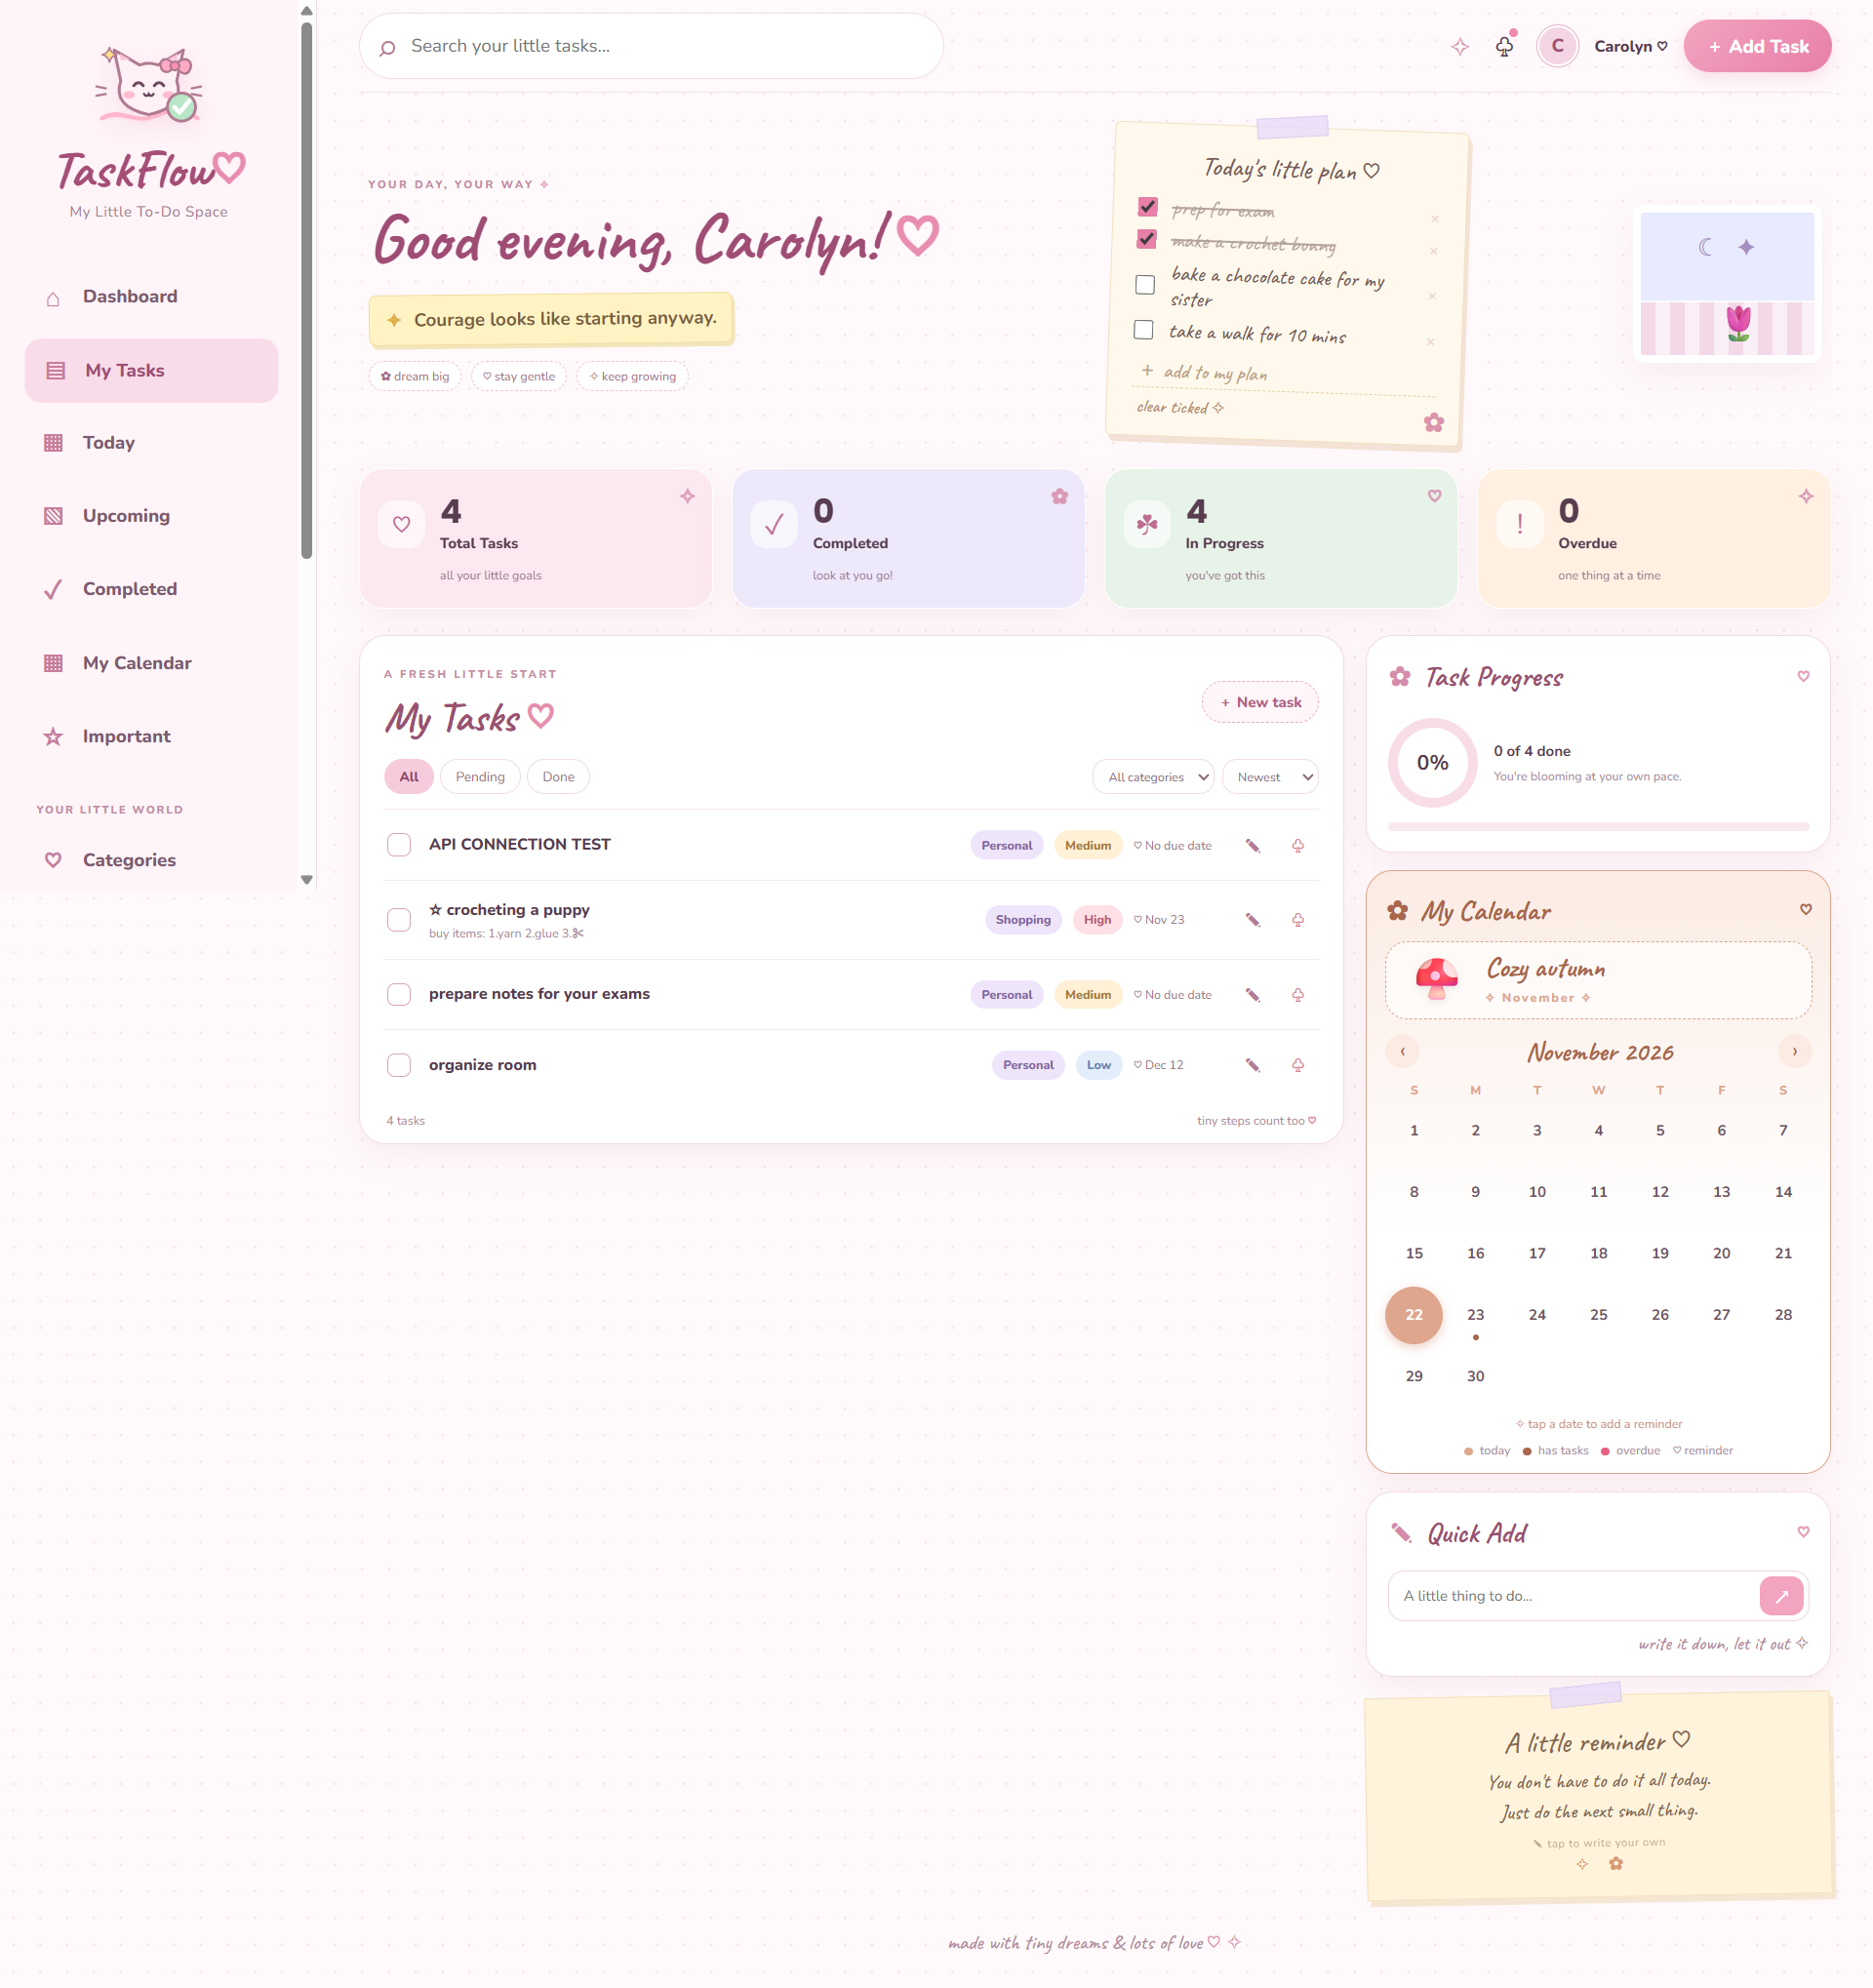 TaskFlow♡
My Little To-Do Space
Dashboard
My Tasks
Today
Upcoming
Completed
My Calendar
Important
YOUR LITTLE WORLD
Categories
Search your little tasks...
C
Carolyn ♡
+ Add Task
YOUR DAY, YOUR WAY ✧
Good evening, Carolyn!♡
✦ Courage looks like starting anyway.
✿ dream big
♡ stay gentle
✧ keep growing
Today's little plan ♡
prep for exam
make a crochet bonny
bake a chocolate cake for my
sister
take a walk for 10 mins
+ add to my plan
clear ticked ✧
4
Total Tasks
all your little goals
0
Completed
look at you go!
4
In Progress
you've got this
!
0
Overdue
one thing at a time
A FRESH LITTLE START
My Tasks ♡
+ New task
All
Pending
Done
All categories
Newest
API CONNECTION TEST
Personal
Medium
♡ No due date
☆ crocheting a puppy
buy items: 1.yarn 2.glue 3.✂
Shopping
High
♡ Nov 23
prepare notes for your exams
Personal
Medium
♡ No due date
organize room
Personal
Low
♡ Dec 12
4 tasks
tiny steps count too ♡
Task Progress
0%
0 of 4 done
You're blooming at your own pace.
My Calendar
Cozy autumn
✧ November ✧
‹ November 2026 ›
S M T W T F S
1 2 3 4 5 6 7
8 9 10 11 12 13 14
15 16 17 18 19 20 21
22 23 24 25 26 27 28
29 30
✧ tap a date to add a reminder
today has tasks overdue ♡ reminder
Quick Add
A little thing to do...
write it down, let it out ✧
A little reminder ♡
You don't have to do it all today.
Just do the next small thing.
✎ tap to write your own
made with tiny dreams & lots of love ♡ ✧